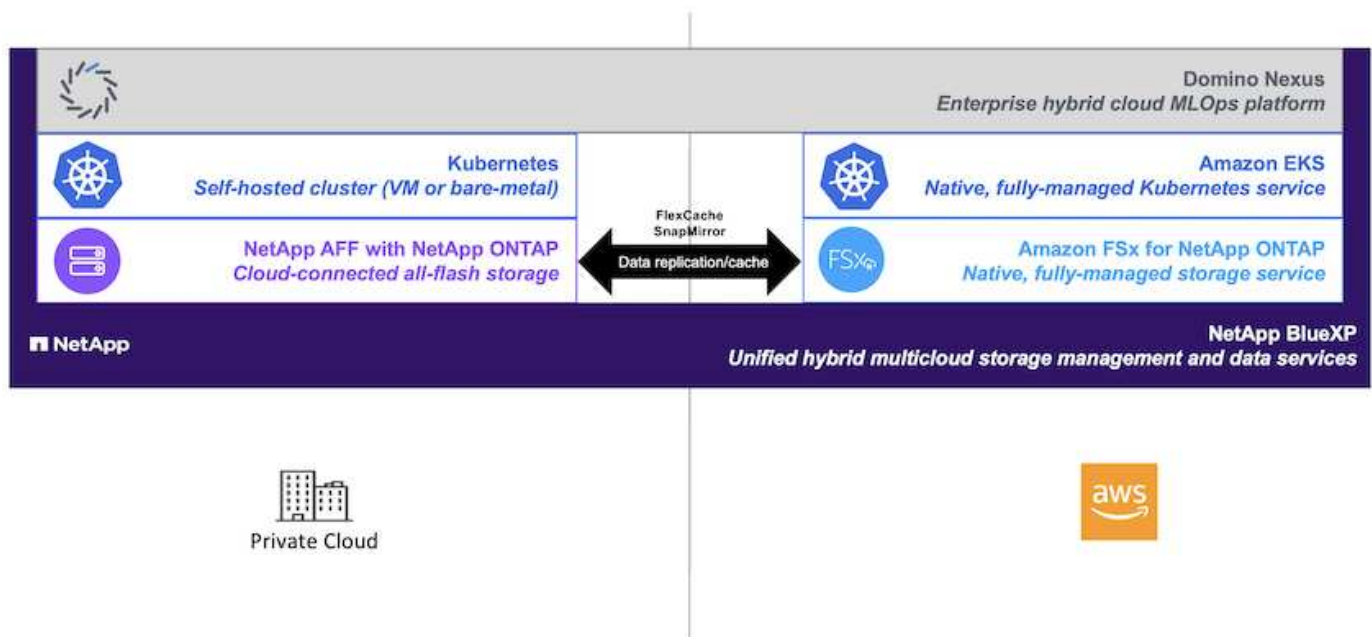 Domino Nexus
Enterprise hybrid cloud MLOps platform
Kubernetes
Self-hosted cluster (VM or bare-metal)
Amazon EKS
Native, fully-managed Kubernetes service
NetApp AFF with NetApp ONTAP
Cloud-connected all-flash storage
FlexCache
SnapMirror
Data replication/cache
FSx
Amazon FSx for NetApp ONTAP
Native, fully-managed storage service
NetApp
NetApp BlueXP
Unified hybrid multicloud storage management and data services
Private Cloud
aws